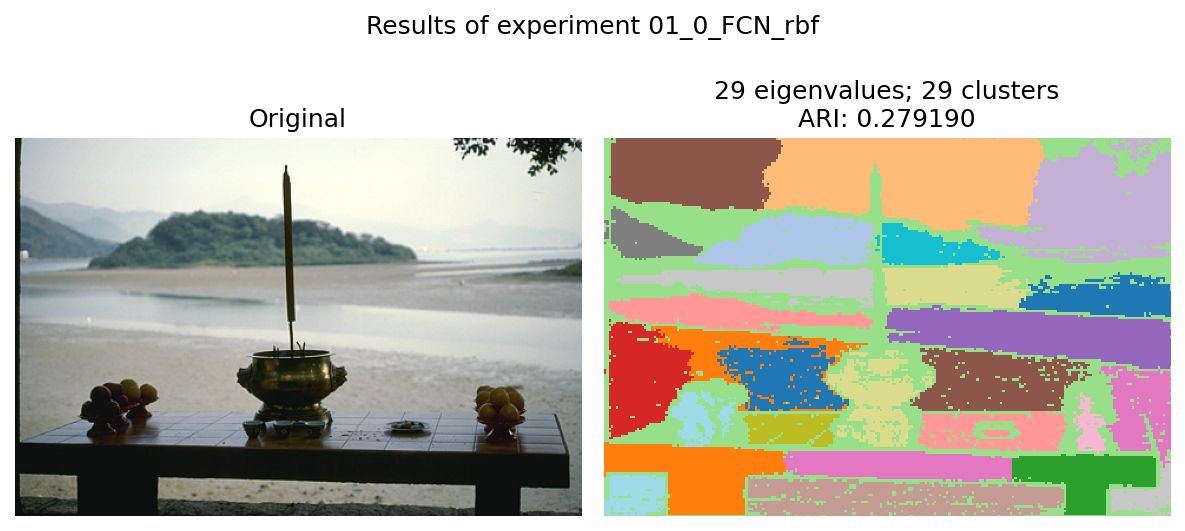 Results of experiment 01_0_FCN_rbf
Original
29 eigenvalues; 29 clusters
ARI: 0.279190